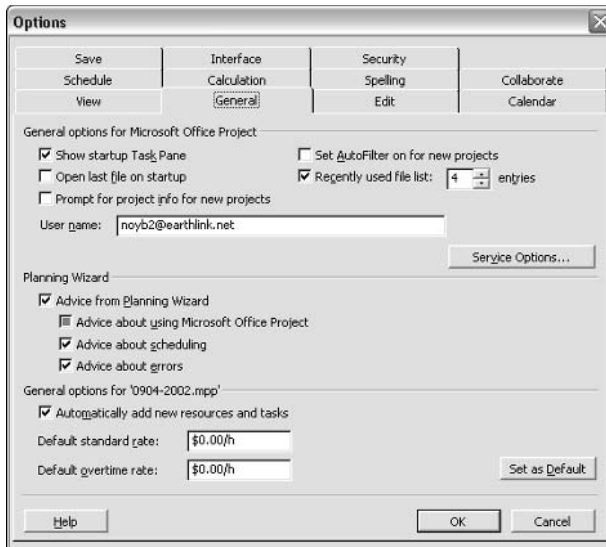 Options
Save Interface Security
Schedule Calculation Spelling Collaborate
View General Edit Calendar
General options for Microsoft Office Project
Show startup Task Pane Set AutoFilter on for new projects
Open last file on startup Recently used file list: 4 entries
Prompt for project info for new projects
User name: noyb2@earthlink.net
Service Options...
Planning Wizard
Advice from Planning Wizard
Advice about using Microsoft Office Project
Advice about scheduling
Advice about errors
General options for '0904-2002.mpp'
Automatically add new resources and tasks
Default standard rate: $0.00/h
Default overtime rate: $0.00/h Set as Default
Help OK Cancel